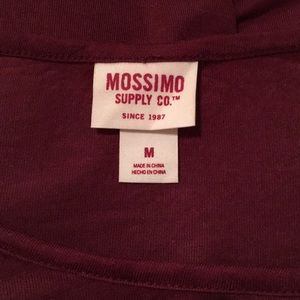 MOSSIMO
SUPPLY CO.™
SINCE 1987
M
MADE IN CHINA
HECHO EN CHINA